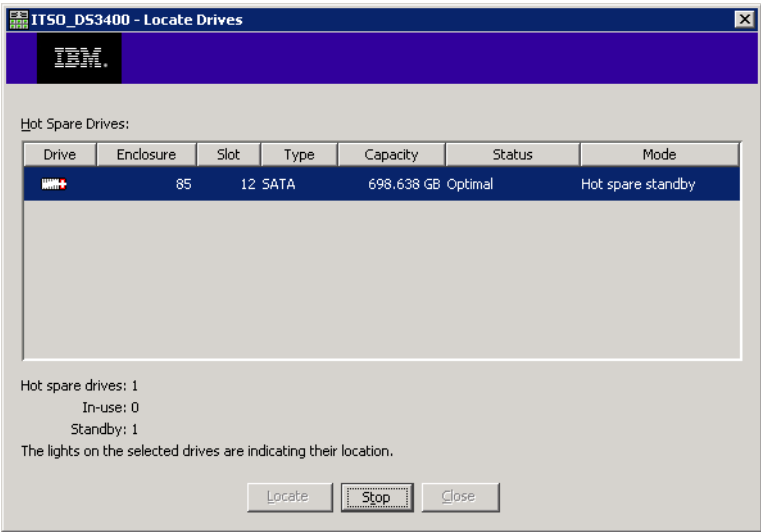 ITSO_DS3400 - Locate Drives
IBM.
Hot Spare Drives:
Drive Enclosure Slot Type Capacity Status Mode
85 12 SATA 698.638 GB Optimal Hot spare standby
Hot spare drives: 1
In-use: 0
Standby: 1
The lights on the selected drives are indicating their location.
Locate Stop Close